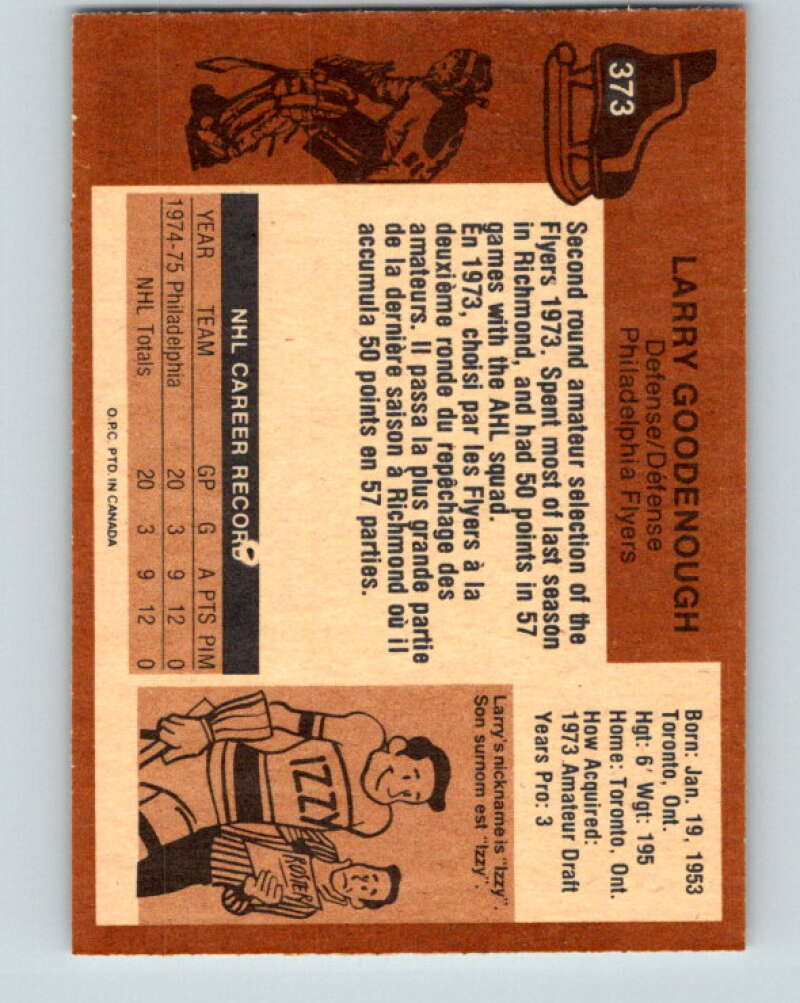 373
LARRY GOODENOUGH
Defense/Défense
Philadelphia Flyers
Born: Jan. 19, 1953
Toronto, Ont.
Hgt: 6' Wgt: 195
Home: Toronto, Ont.
How Acquired:
1973 Amateur Draft
Years Pro: 3
Second round amateur selection of the
Flyers 1973. Spent most of last season
in Richmond, and had 50 points in 57
games with the AHL squad.
En 1973, choisi par les Flyers à la
deuxième ronde du repêchage des
amateurs. Il passa la plus grande partie
de la dernière saison à Richmond où il
accumula 50 points en 57 parties.
Larry's nickname is "Izzy".
Son surnom est "Izzy".
IZZY
NHL CAREER RECORD
YEAR TEAM GP G A PTS PIM
1974-75 Philadelphia 20 3 9 12 0
NHL Totals 20 3 9 12 0
O.P.C. PTD. IN CANADA